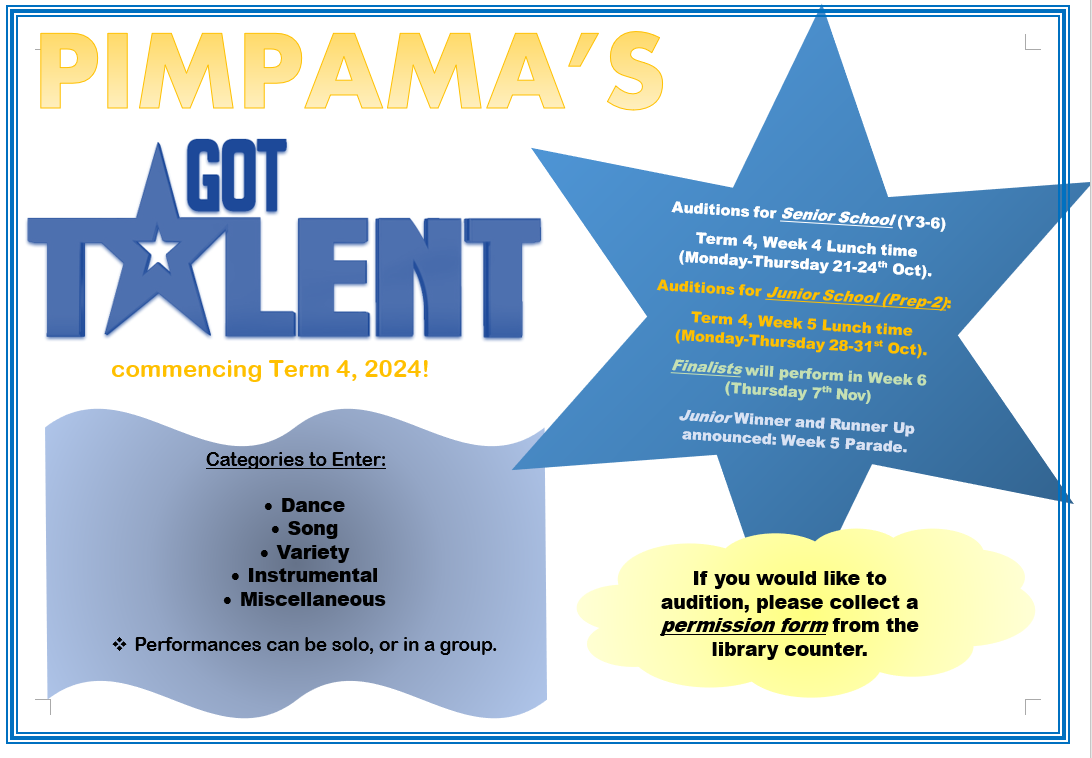 PIMPAMA'S
GOT
TALENT
commencing Term 4, 2024!
Auditions for Senior School (Y3-6)
Term 4, Week 4 Lunch time
(Monday-Thursday 21-24th Oct).
Auditions for Junior School (Prep-2):
Term 4, Week 5 Lunch time
(Monday-Thursday 28-31st Oct).
Finalists will perform in Week 6
(Thursday 7th Nov)
Junior Winner and Runner Up
announced: Week 5 Parade.
Categories to Enter:
• Dance
• Song
• Variety
• Instrumental
• Miscellaneous
❖ Performances can be solo, or in a group.
If you would like to
audition, please collect a
permission form from the
library counter.